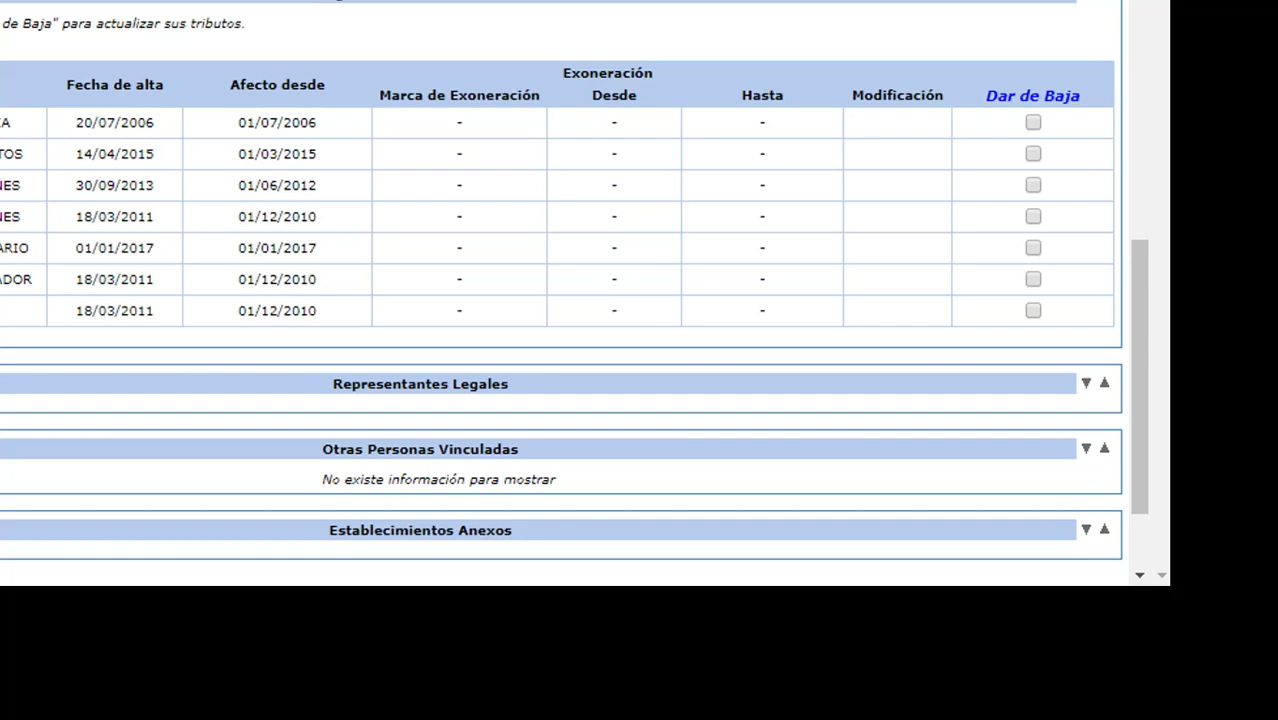 de Baja" para actualizar sus tributos.
Exoneración
Fecha de alta Afecto desde Marca de Exoneración Desde Hasta Modificación Dar de Baja
IA 20/07/2006 01/07/2006 - - -
TOS 14/04/2015 01/03/2015 - - -
NES 30/09/2013 01/06/2012 - - -
NES 18/03/2011 01/12/2010 - - -
ARIO 01/01/2017 01/01/2017 - - -
ADOR 18/03/2011 01/12/2010 - - -
18/03/2011 01/12/2010 - - -
Representantes Legales
Otras Personas Vinculadas
No existe información para mostrar
Establecimientos Anexos